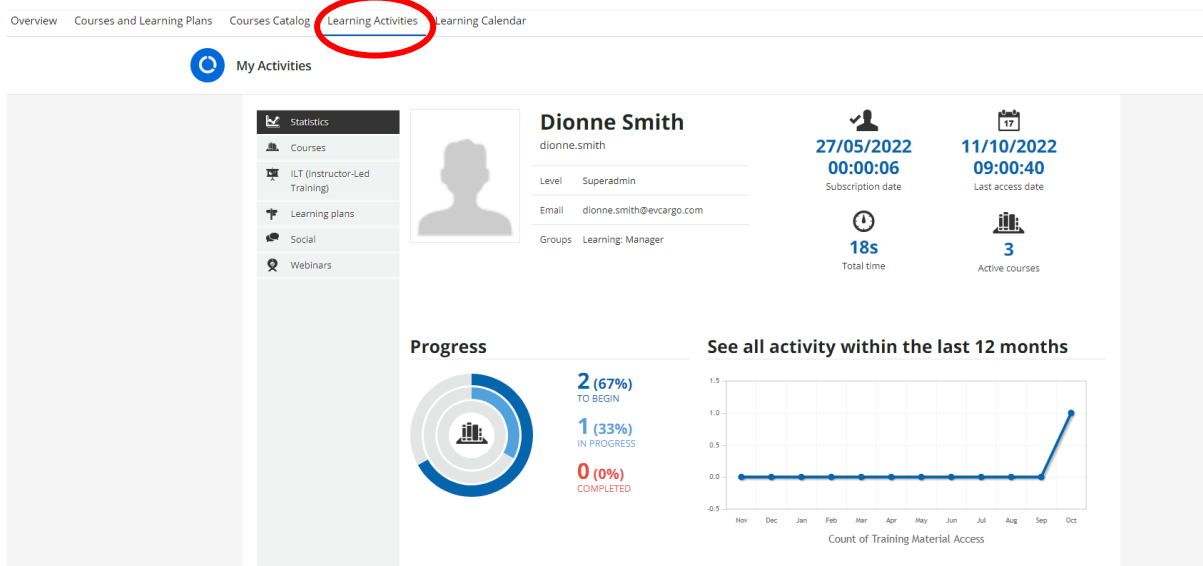 Overview Courses and Learning Plans Courses Catalog Learning Activities Learning Calendar
My Activities
Statistics
Courses
ILT (Instructor-Led
Training)
Learning plans
Social
Webinars
Dionne Smith
dionne.smith
Level Superadmin
Email dionne.smith@evcargo.com
Groups Learning: Manager
27/05/2022
00:00:06
Subscription date
17
11/10/2022
09:00:40
Last access date
18s
Total time
3
Active courses
Progress
2 (67%)
TO BEGIN
1 (33%)
IN PROGRESS
0 (0%)
COMPLETED
See all activity within the last 12 months
1.5
1.0
0.5
0.0
-0.5
Nov Dec Jan Feb Mar Apr May Jun Jul Aug Sep Oct
Count of Training Material Access